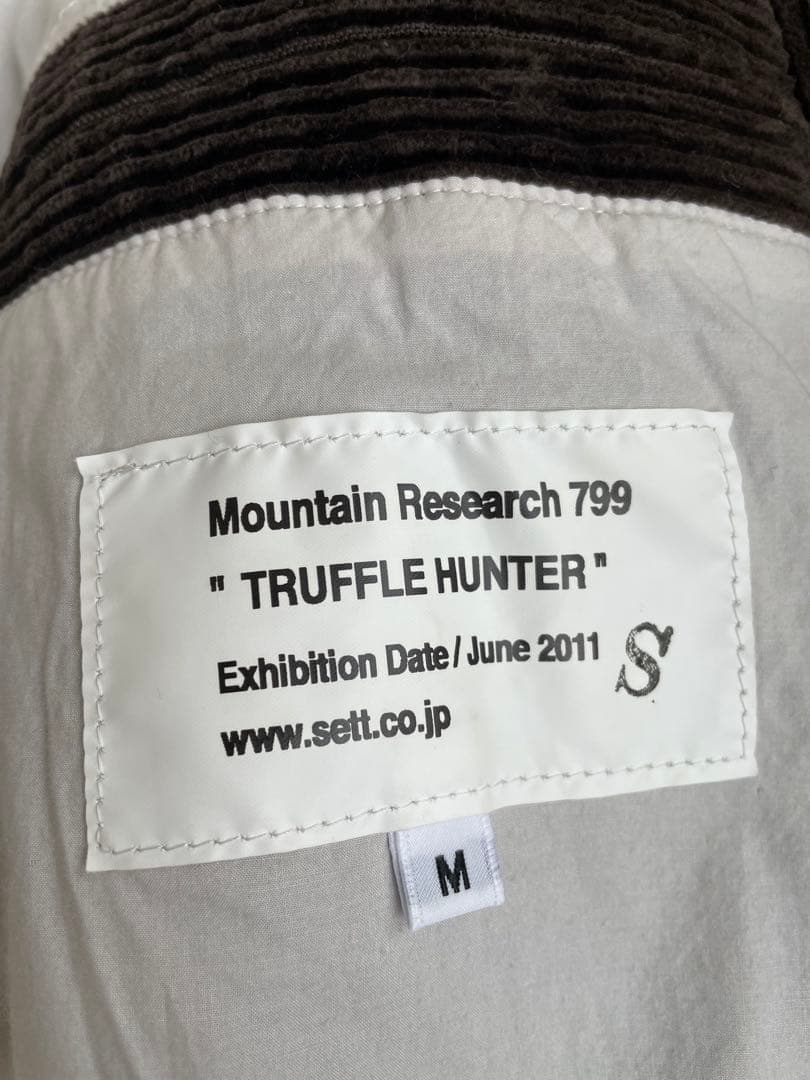 Mountain Research 799
" TRUFFLE HUNTER "
Exhibition Date / June 2011 S
www.sett.co.jp
M